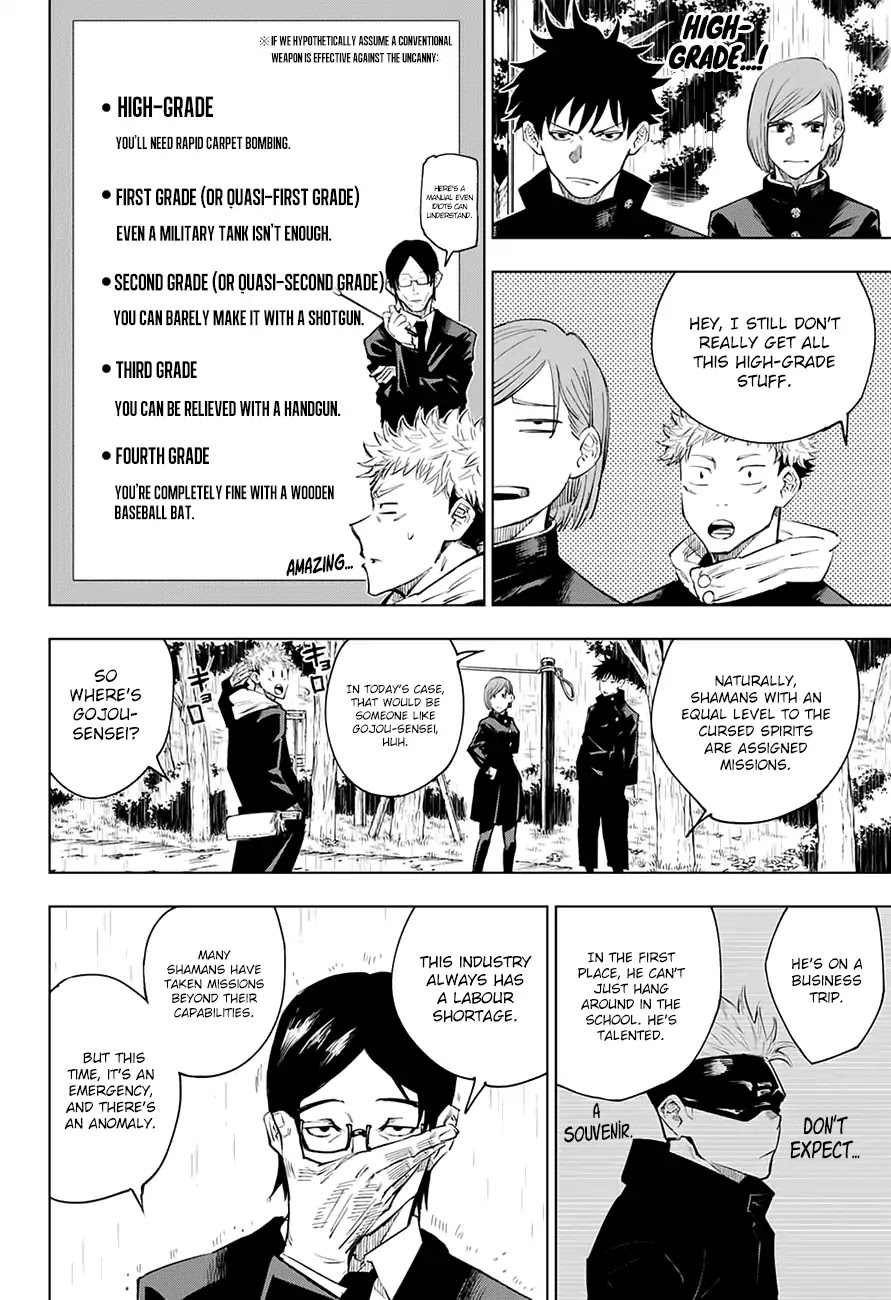 HIGH-
GRADE...!
HEY, I STILL DON'T
REALLY GET ALL
THIS HIGH-GRADE
STUFF.
※ IF WE HYPOTHETICALLY ASSUME A CONVENTIONAL
WEAPON IS EFFECTIVE AGAINST THE UNCANNY:
• HIGH-GRADE
YOU'LL NEED RAPID CARPET BOMBING.
• FIRST GRADE (OR QUASI-FIRST GRADE)
EVEN A MILITARY TANK ISN'T ENOUGH.
• SECOND GRADE (OR QUASI-SECOND GRADE)
YOU CAN BARELY MAKE IT WITH A SHOTGUN.
• THIRD GRADE
YOU CAN BE RELIEVED WITH A HANDGUN.
• FOURTH GRADE
YOU'RE COMPLETELY FINE WITH A WOODEN
BASEBALL BAT.
HERE'S A
MANUAL EVEN
IDIOTS CAN
UNDERSTAND.
AMAZING...
NATURALLY,
SHAMANS WITH AN
EQUAL LEVEL TO THE
CURSED SPIRITS
ARE ASSIGNED
MISSIONS.
IN TODAY'S CASE,
THAT WOULD BE
SOMEONE LIKE
GOJOU-SENSEI,
HUH.
キョロ
キョロ
SO
WHERE'S
GOJOU-
SENSEI?
HE'S ON A
BUSINESS
TRIP.
IN THE FIRST
PLACE, HE CAN'T
JUST HANG
AROUND IN THE
SCHOOL. HE'S
TALENTED.
DON'T
EXPECT...
A
SOUVENIR.
THIS INDUSTRY
ALWAYS HAS
A LABOUR
SHORTAGE.
MANY
SHAMANS HAVE
TAKEN MISSIONS
BEYOND THEIR
CAPABILITIES.
BUT THIS
TIME, IT'S AN
EMERGENCY,
AND THERE'S
AN ANOMALY.